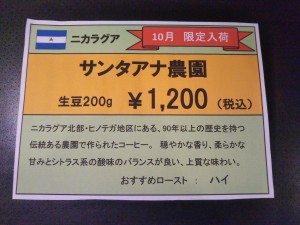 ニカラグア
10月 限定入荷
サンタアナ農園
生豆200g ￥1,200（税込）
ニカラグア北部・ヒノテガ地区にある、90年以上の歴史を持つ
伝統ある農園で作られたコーヒー。 穏やかな香り、柔らかな
甘みとシトラス系の酸味のバランスが良い、上質な味わい。
おすすめロースト ： ハイ